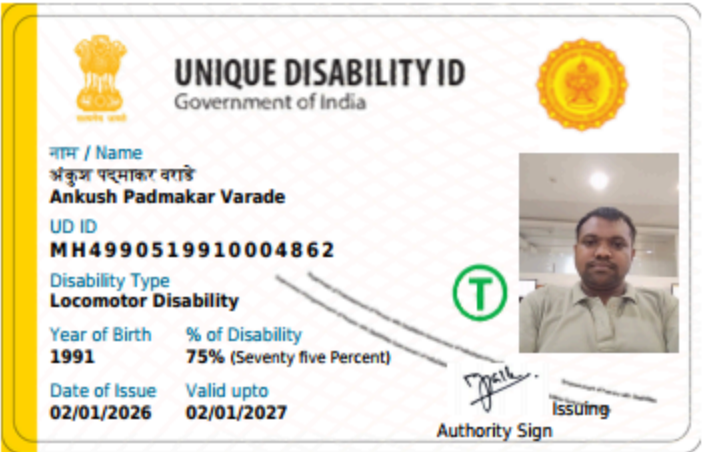 UNIQUE DISABILITY ID
Government of India
नाम / Name
अंकुश पद्माकर वराडे
Ankush Padmakar Varade
UD ID
MH4990519910004862
Disability Type
Locomotor Disability
Year of Birth % of Disability
1991 75% (Seventy five Percent)
Date of Issue Valid upto
02/01/2026 02/01/2027
T
Issuing
Authority Sign